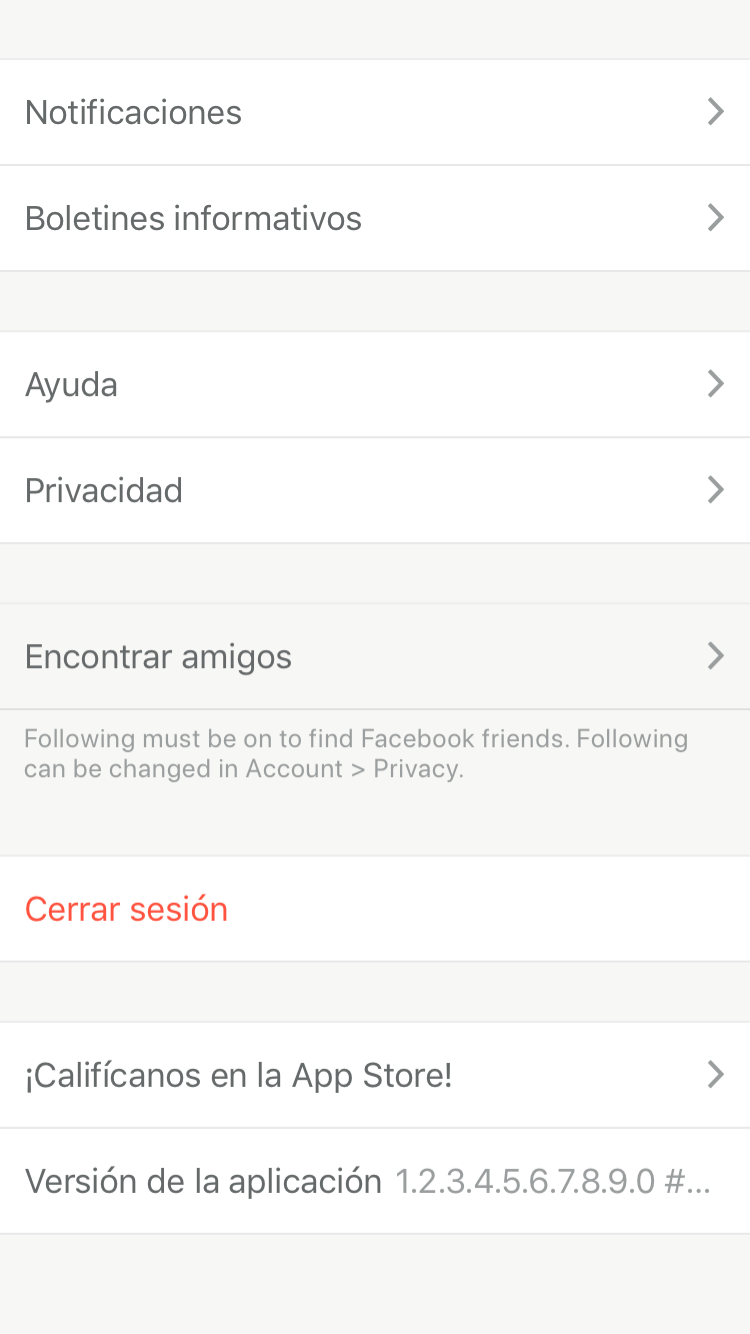 Notificaciones
Boletines informativos
Ayuda
Privacidad
Encontrar amigos
Following must be on to find Facebook friends. Following
can be changed in Account > Privacy.
Cerrar sesión
¡Califícanos en la App Store!
Versión de la aplicación 1.2.3.4.5.6.7.8.9.0 #...